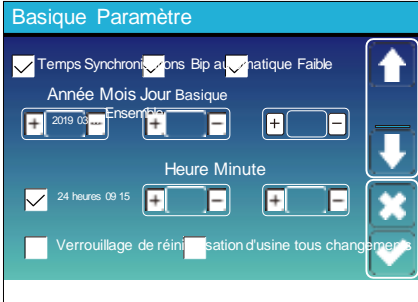 Basique Paramètre
Temps Synchronisations Bip automatique Faible
Année Mois Jour Basique
Ensemble
2019 03
Heure Minute
24 heures 09 15
Verrouillage de réinitialisation d'usine tous changements